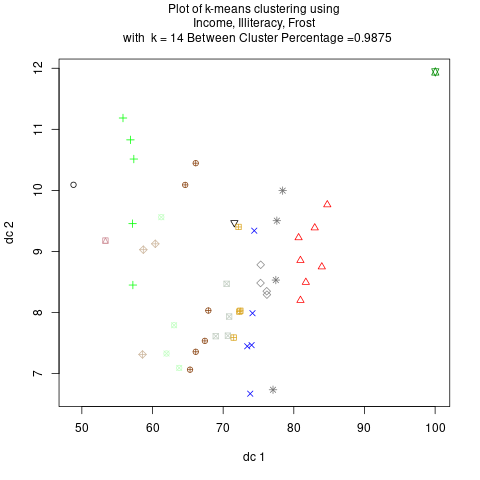 Plot of k-means clustering using
Income, Illiteracy, Frost
with k = 14 Between Cluster Percentage =0.9875
12
11
10
9
8
7
dc 2
50
60
70
80
90
100
dc 1